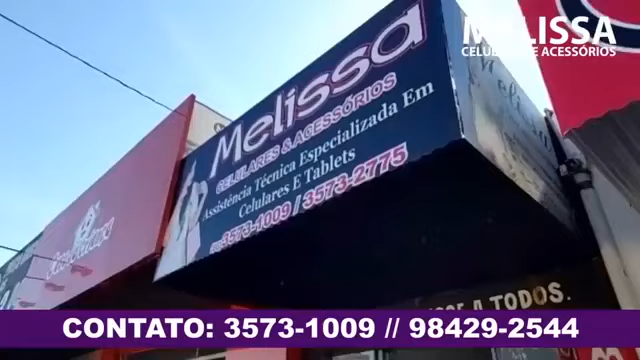 MELISSA
CELULARES E ACESSÓRIOS
Melissa
CELULARES & ACESSÓRIOS
Assistência Técnica Especializada Em
Celulares E Tablets
3573-1009 / 3573-2775
A TODOS.
CONTATO: 3573-1009 // 98429-2544